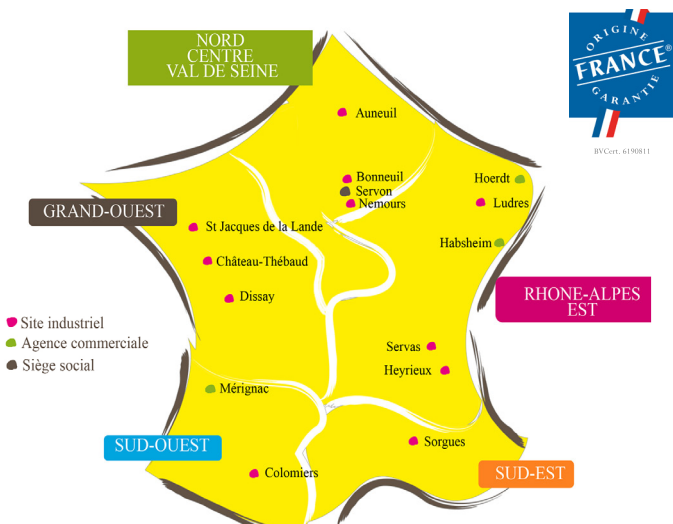 NORD
CENTRE
VAL DE SEINE
ORIGINE
FRANCE®
GARANTIE
BVCert. 6190811
Auneuil
Bonneuil
Servon
Nemours
Hoerdt
Ludres
GRAND-OUEST
St Jacques de la Lande
Habsheim
Château-Thébaud
Dissay
RHONE-ALPES
EST
Site industriel
Agence commerciale
Siège social
Servas
Heyrieux
Mérignac
SUD-OUEST
Sorgues
Colomiers
SUD-EST